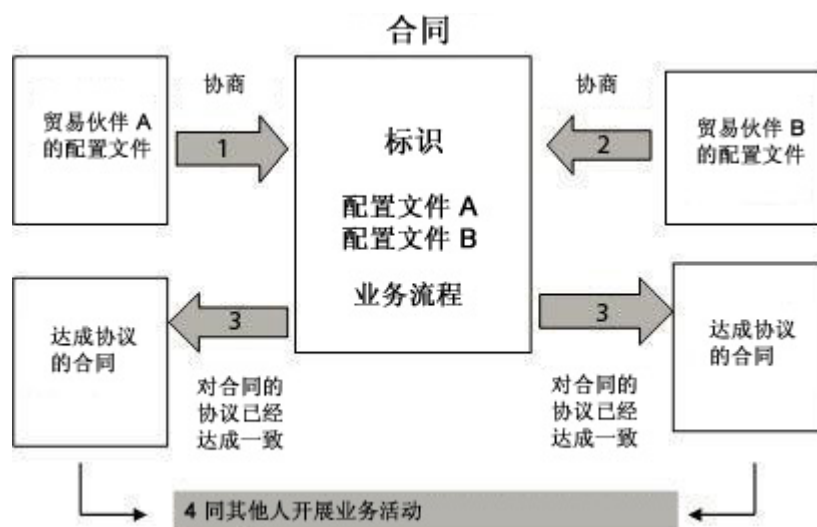 合同
协商
协商
贸易伙伴 A
的配置文件
1
标识
配置文件 A
配置文件 B
业务流程
2
贸易伙伴 B
的配置文件
达成协议
的合同
3
对合同的
协议已经
达成一致
3
对合同的
协议已经
达成一致
达成协议
的合同
4 同其他人开展业务活动